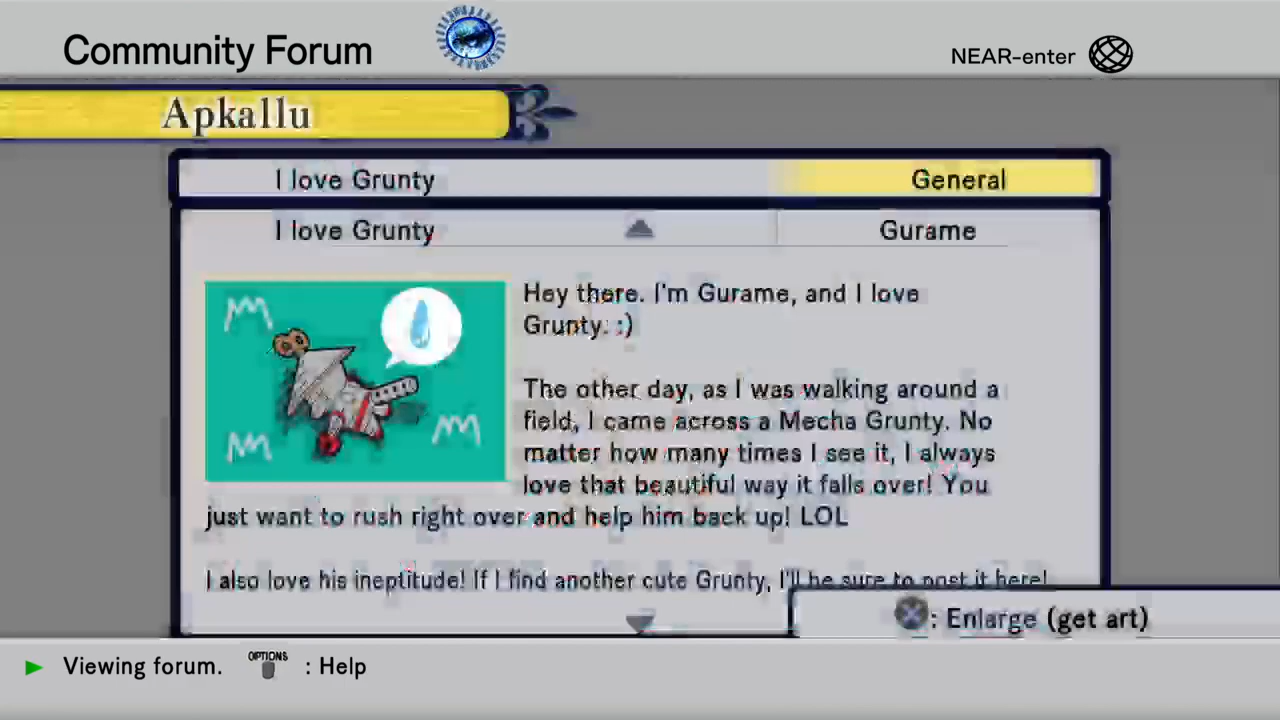 Community Forum
NEAR-enter
Apkallu
I love Grunty
General
I love Grunty
Gurame
Hey there. I'm Gurame, and I love
Grunty. :)
The other day, as I was walking around a
field, I came across a Mecha Grunty. No
matter how many times I see it, I always
love that beautiful way it falls over! You
just want to rush right over and help him back up! LOL
I also love his ineptitude! If I find another cute Grunty, I'll be sure to post it here!
: Enlarge (get art)
Viewing forum.
OPTIONS
: Help